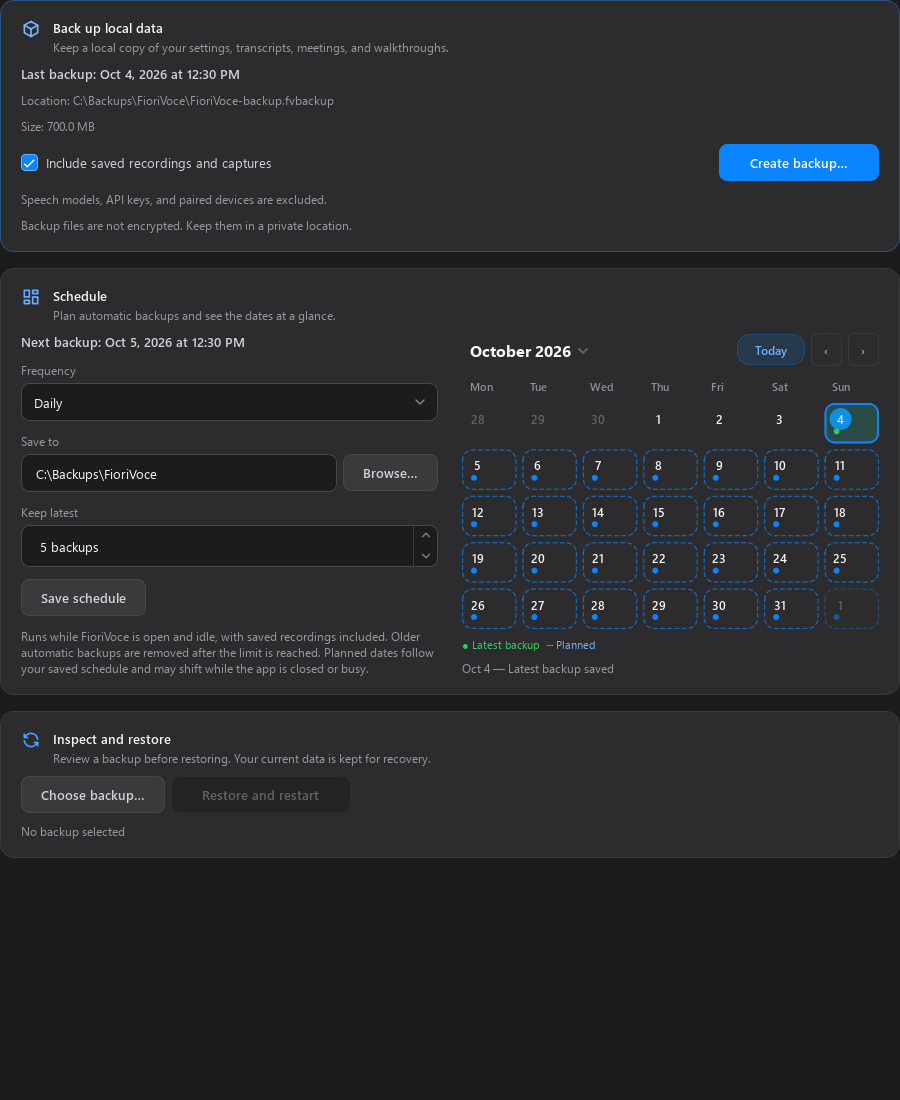 Back up local data
Keep a local copy of your settings, transcripts, meetings, and walkthroughs.
Last backup: Oct 4, 2026 at 12:30 PM
Location: C:\Backups\FioriVoce\FioriVoce-backup.fvbackup
Size: 700.0 MB
Include saved recordings and captures
Create backup...
Speech models, API keys, and paired devices are excluded.
Backup files are not encrypted. Keep them in a private location.
Schedule
Plan automatic backups and see the dates at a glance.
Next backup: Oct 5, 2026 at 12:30 PM
Frequency
Daily
Save to
C:\Backups\FioriVoce
Browse...
Keep latest
5 backups
Save schedule
Runs while FioriVoce is open and idle, with saved recordings included. Older
automatic backups are removed after the limit is reached. Planned dates follow
your saved schedule and may shift while the app is closed or busy.
October 2026
Today
‹ ›
Mon Tue Wed Thu Fri Sat Sun
28 29 30 1 2 3 4
5 6 7 8 9 10 11
12 13 14 15 16 17 18
19 20 21 22 23 24 25
26 27 28 29 30 31 1
● Latest backup ┄ Planned
Oct 4 — Latest backup saved
Inspect and restore
Review a backup before restoring. Your current data is kept for recovery.
Choose backup...
Restore and restart
No backup selected